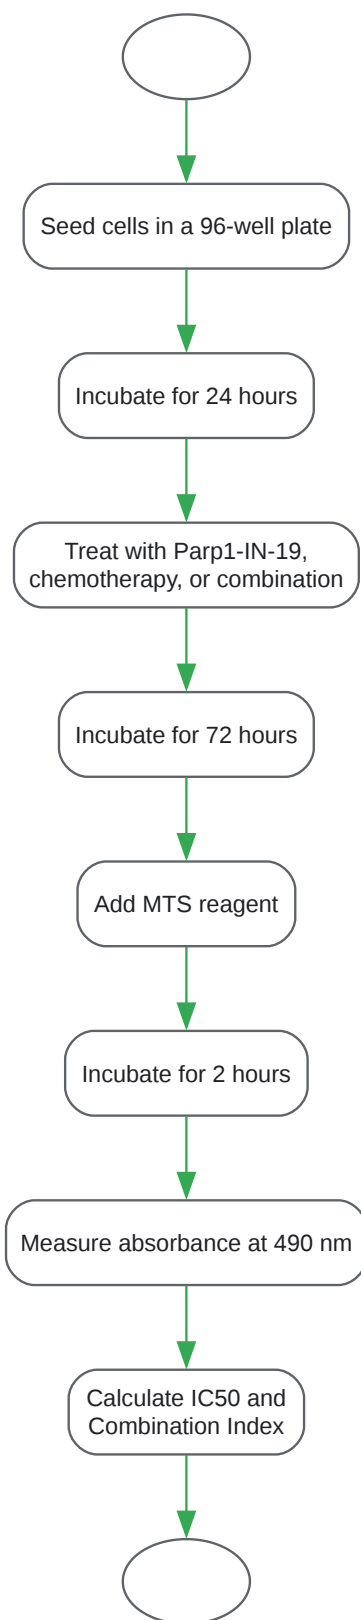 Seed cells in a 96-well plate
Incubate for 24 hours
Treat with Parp1-IN-19,
chemotherapy, or combination
Incubate for 72 hours
Add MTS reagent
Incubate for 2 hours
Measure absorbance at 490 nm
Calculate IC50 and
Combination Index